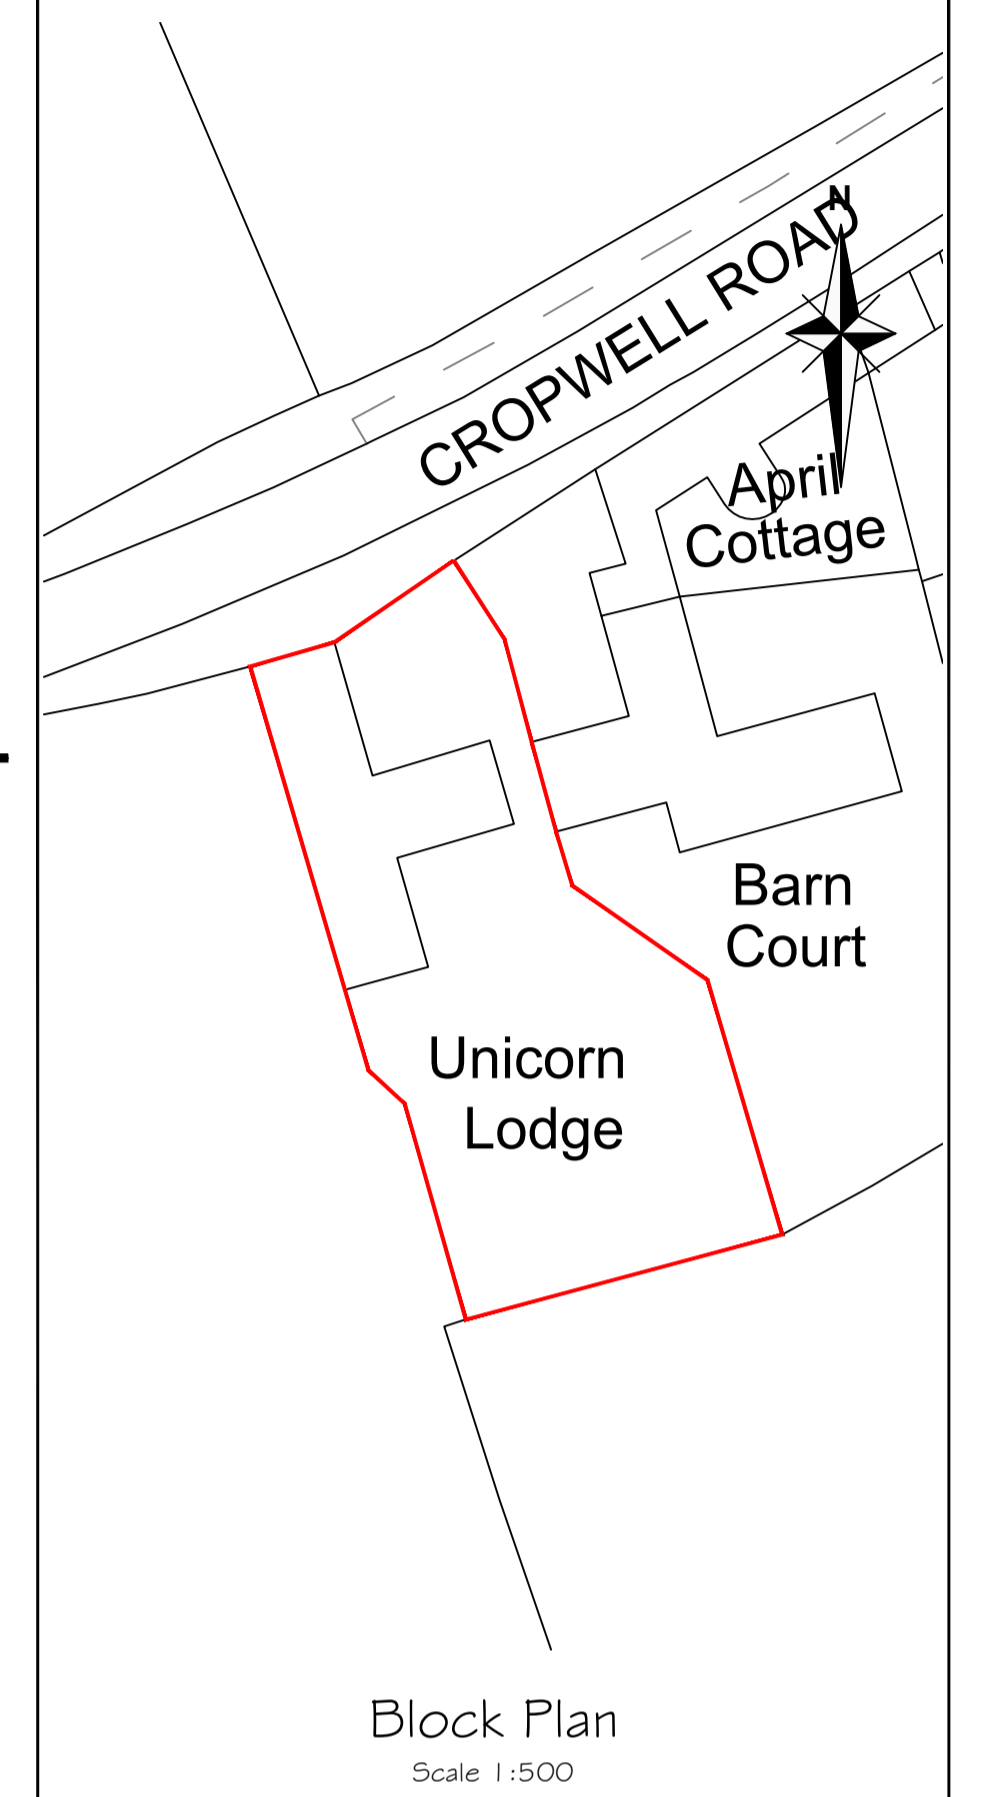 N
CROPWELL ROAD
April
Cottage
Barn
Court
Unicorn
Lodge
Block Plan
Scale 1:500